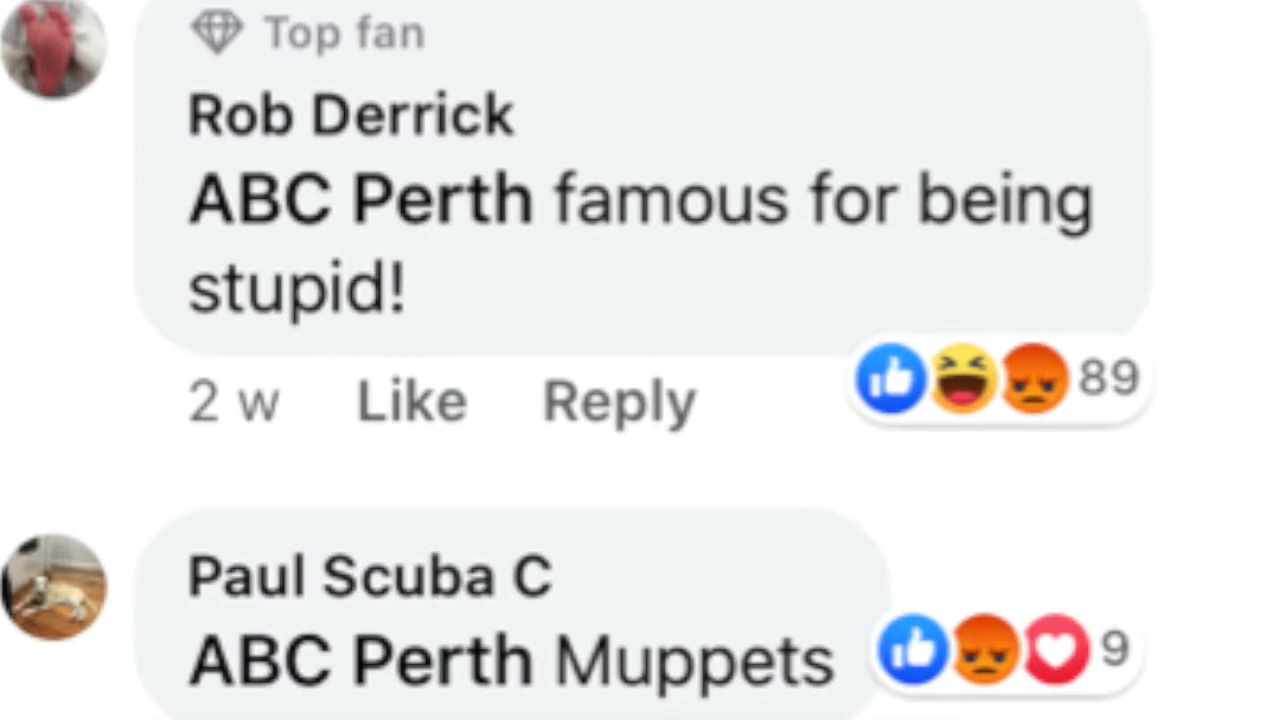 Top fan
Rob Derrick
ABC Perth famous for being
stupid!
2 w Like Reply 89
Paul Scuba C
ABC Perth Muppets 9